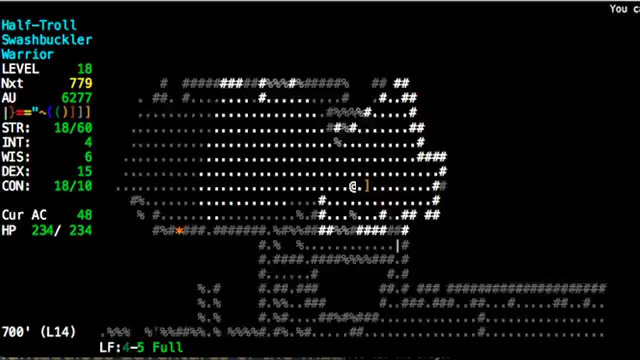 You ca
Half-Troll
Swashbuckler
Warrior
LEVEL 18
Nxt 779
AU 6277
|}=="~(()]]]
STR: 18/60
INT: 4
WIS: 6
DEX: 15
CON: 18/10
Cur AC 48
HP 234/ 234
700' (L14)
LF:4-5 Full